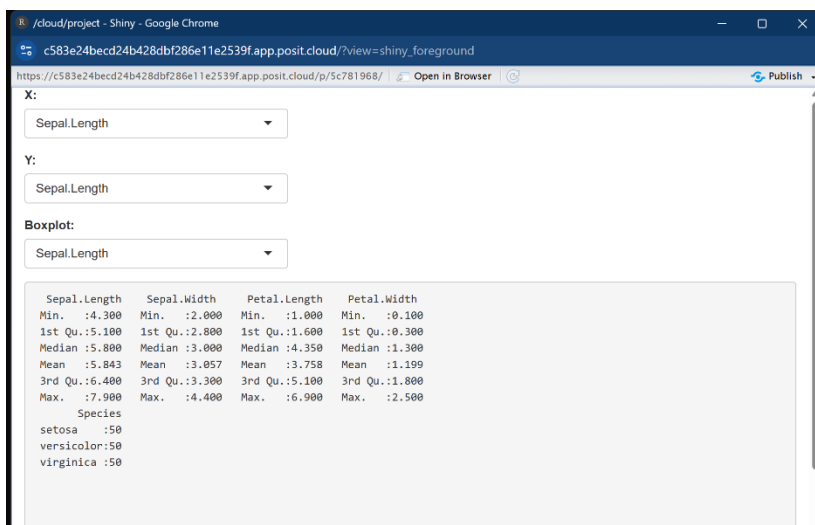 R /cloud/project - Shiny - Google Chrome
c583e24becd24b428dbf286e11e2539f.app.posit.cloud/?view=shiny_foreground
https://c583e24becd24b428dbf286e11e2539f.app.posit.cloud/p/5c781968/ Open in Browser Publish
X:
Sepal.Length
Y:
Sepal.Length
Boxplot:
Sepal.Length
Sepal.Length Sepal.Width Petal.Length Petal.Width
Min. :4.300 Min. :2.000 Min. :1.000 Min. :0.100
1st Qu.:5.100 1st Qu.:2.800 1st Qu.:1.600 1st Qu.:0.300
Median :5.800 Median :3.000 Median :4.350 Median :1.300
Mean :5.843 Mean :3.057 Mean :3.758 Mean :1.199
3rd Qu.:6.400 3rd Qu.:3.300 3rd Qu.:5.100 3rd Qu.:1.800
Max. :7.900 Max. :4.400 Max. :6.900 Max. :2.500
Species
setosa :50
versicolor:50
virginica :50